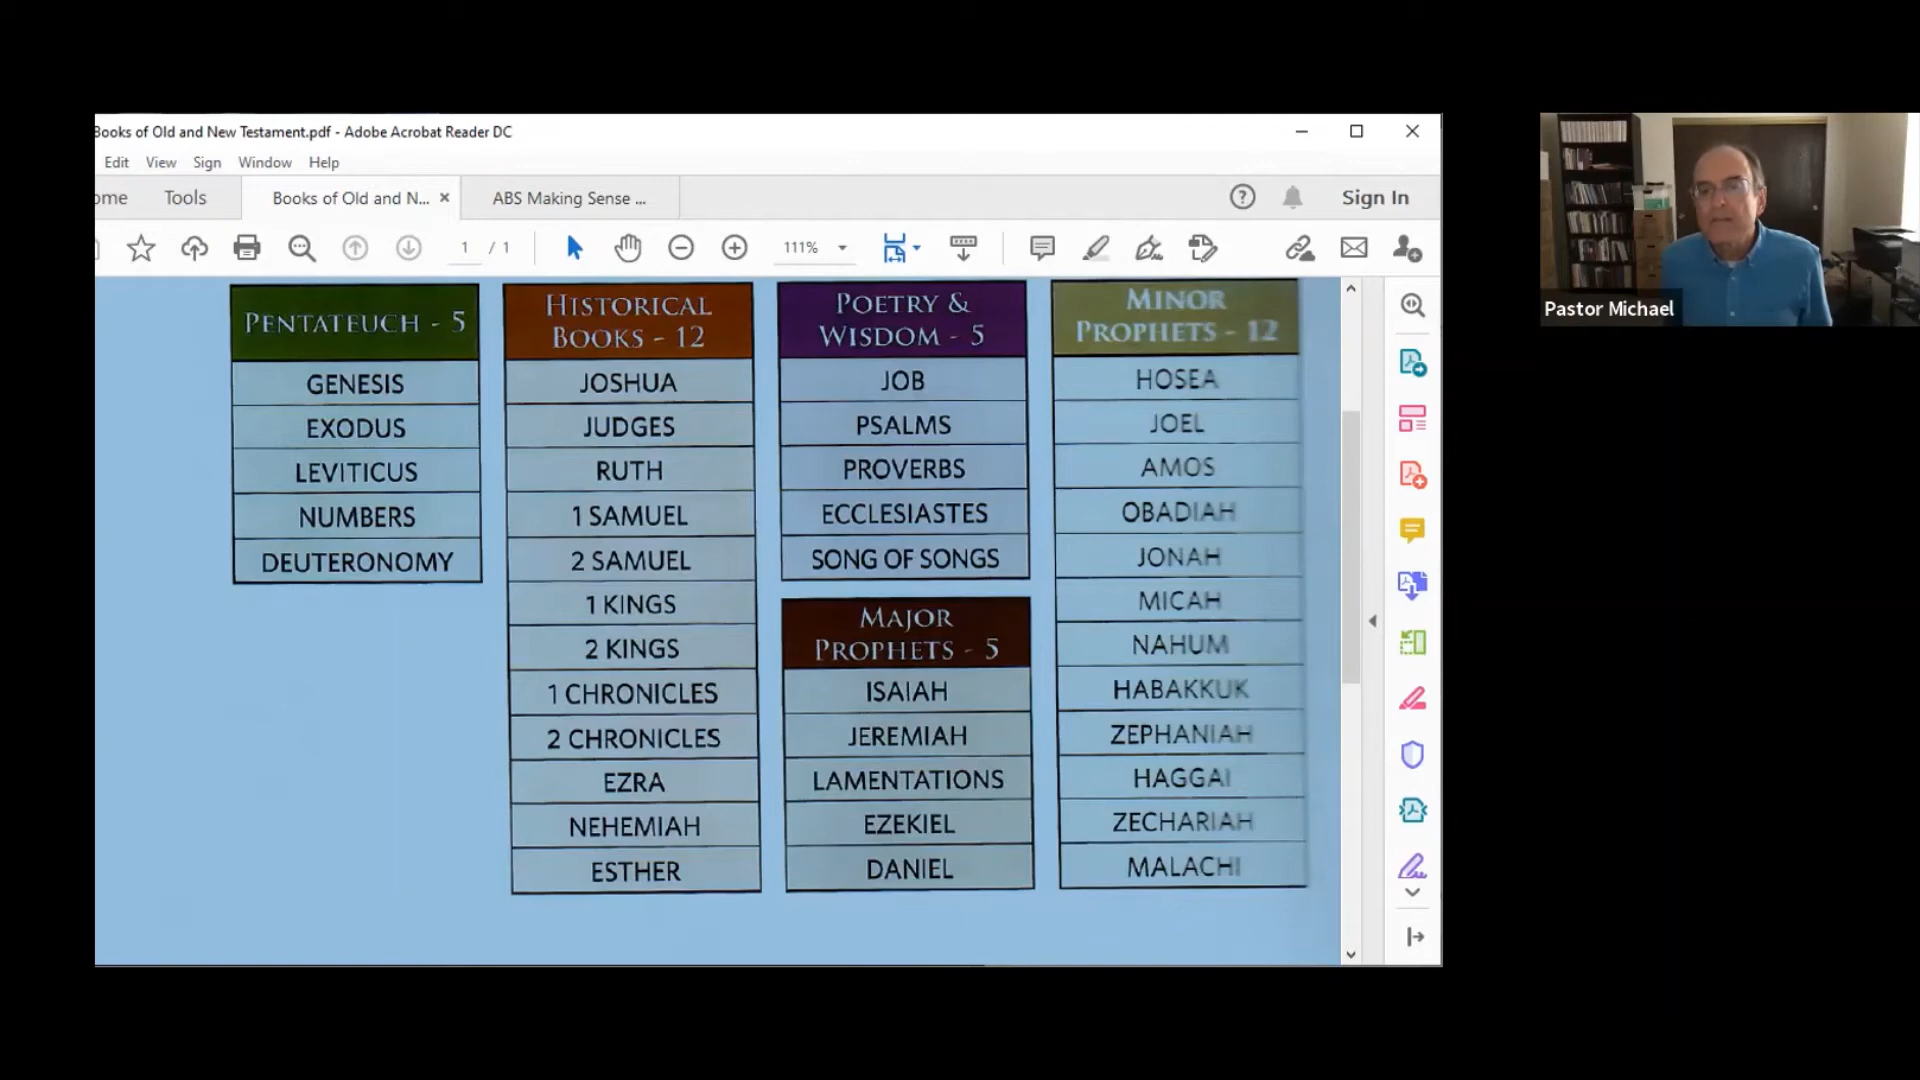 Books of Old and New Testament.pdf - Adobe Acrobat Reader DC
Edit View Sign Window Help
ome Tools Books of Old and N... × ABS Making Sense ... Sign In
1 / 1 111%
PENTATEUCH - 5
GENESIS
EXODUS
LEVITICUS
NUMBERS
DEUTERONOMY
HISTORICAL
BOOKS - 12
JOSHUA
JUDGES
RUTH
1 SAMUEL
2 SAMUEL
1 KINGS
2 KINGS
1 CHRONICLES
2 CHRONICLES
EZRA
NEHEMIAH
ESTHER
POETRY &
WISDOM - 5
JOB
PSALMS
PROVERBS
ECCLESIASTES
SONG OF SONGS
MAJOR
PROPHETS - 5
ISAIAH
JEREMIAH
LAMENTATIONS
EZEKIEL
DANIEL
MINOR
PROPHETS - 12
HOSEA
JOEL
AMOS
OBADIAH
JONAH
MICAH
NAHUM
HABAKKUK
ZEPHANIAH
HAGGAI
ZECHARIAH
MALACHI
Pastor Michael